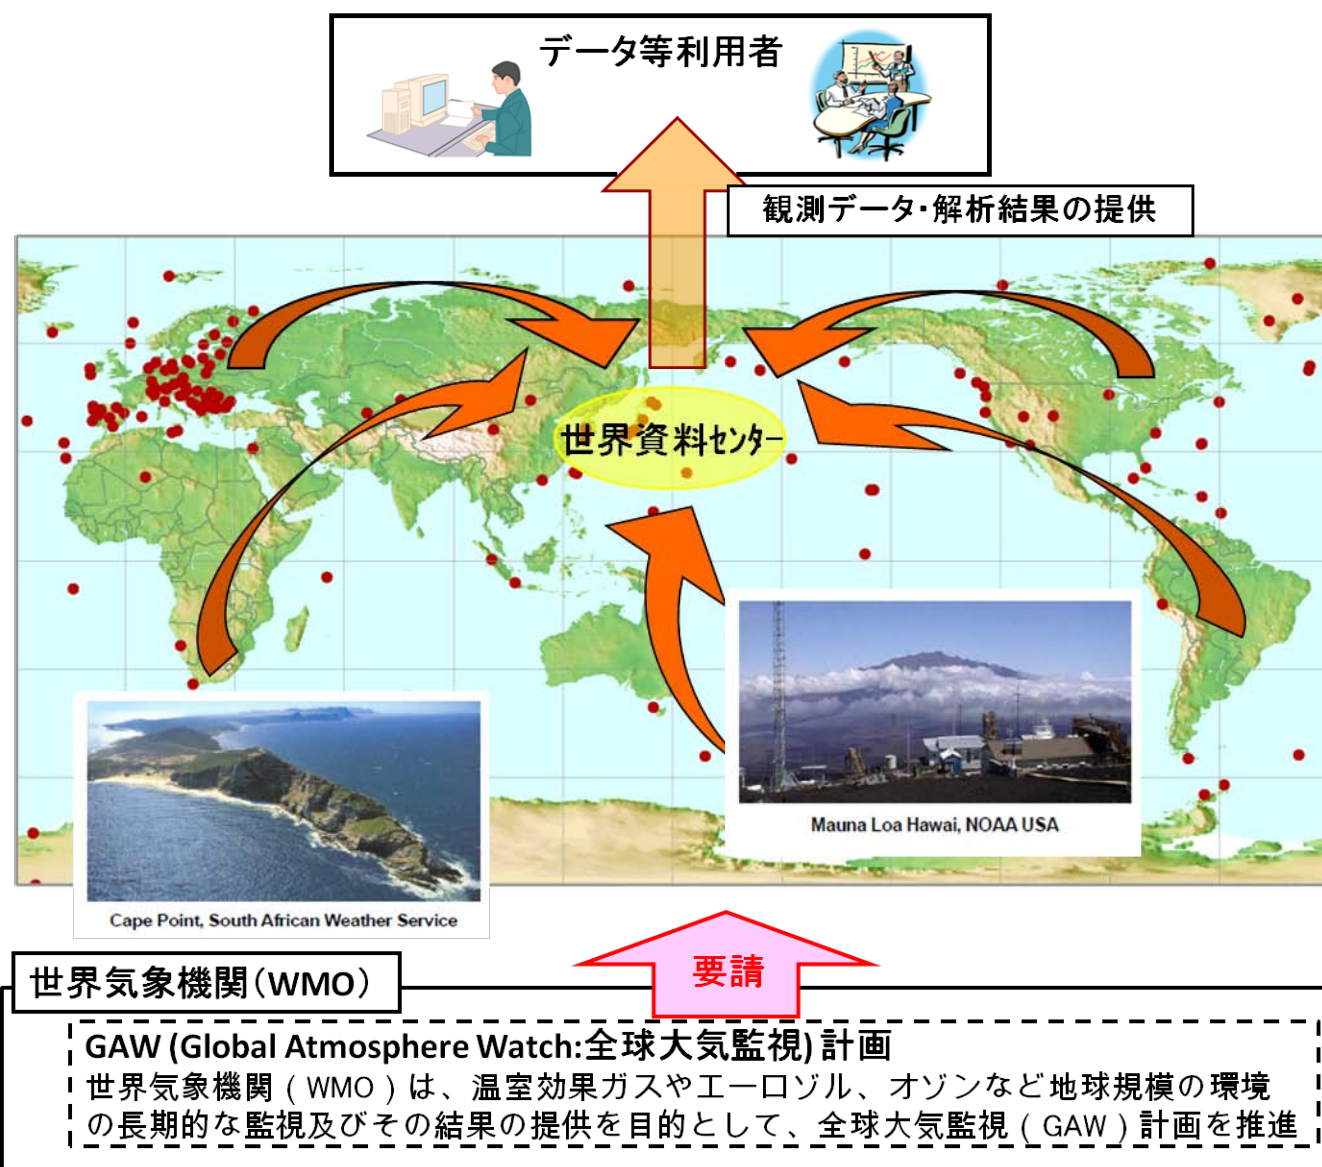 データ等利用者
観測データ・解析結果の提供
世界資料センター
Mauna Loa Hawai, NOAA USA
Cape Point, South African Weather Service
要請
世界気象機関(WMO)
GAW (Global Atmosphere Watch:全球大気監視) 計画
世界気象機関(WMO)は、温室効果ガスやエーロゾル、オゾンなど地球規模の環境
の長期的な監視及びその結果の提供を目的として、全球大気監視(GAW)計画を推進